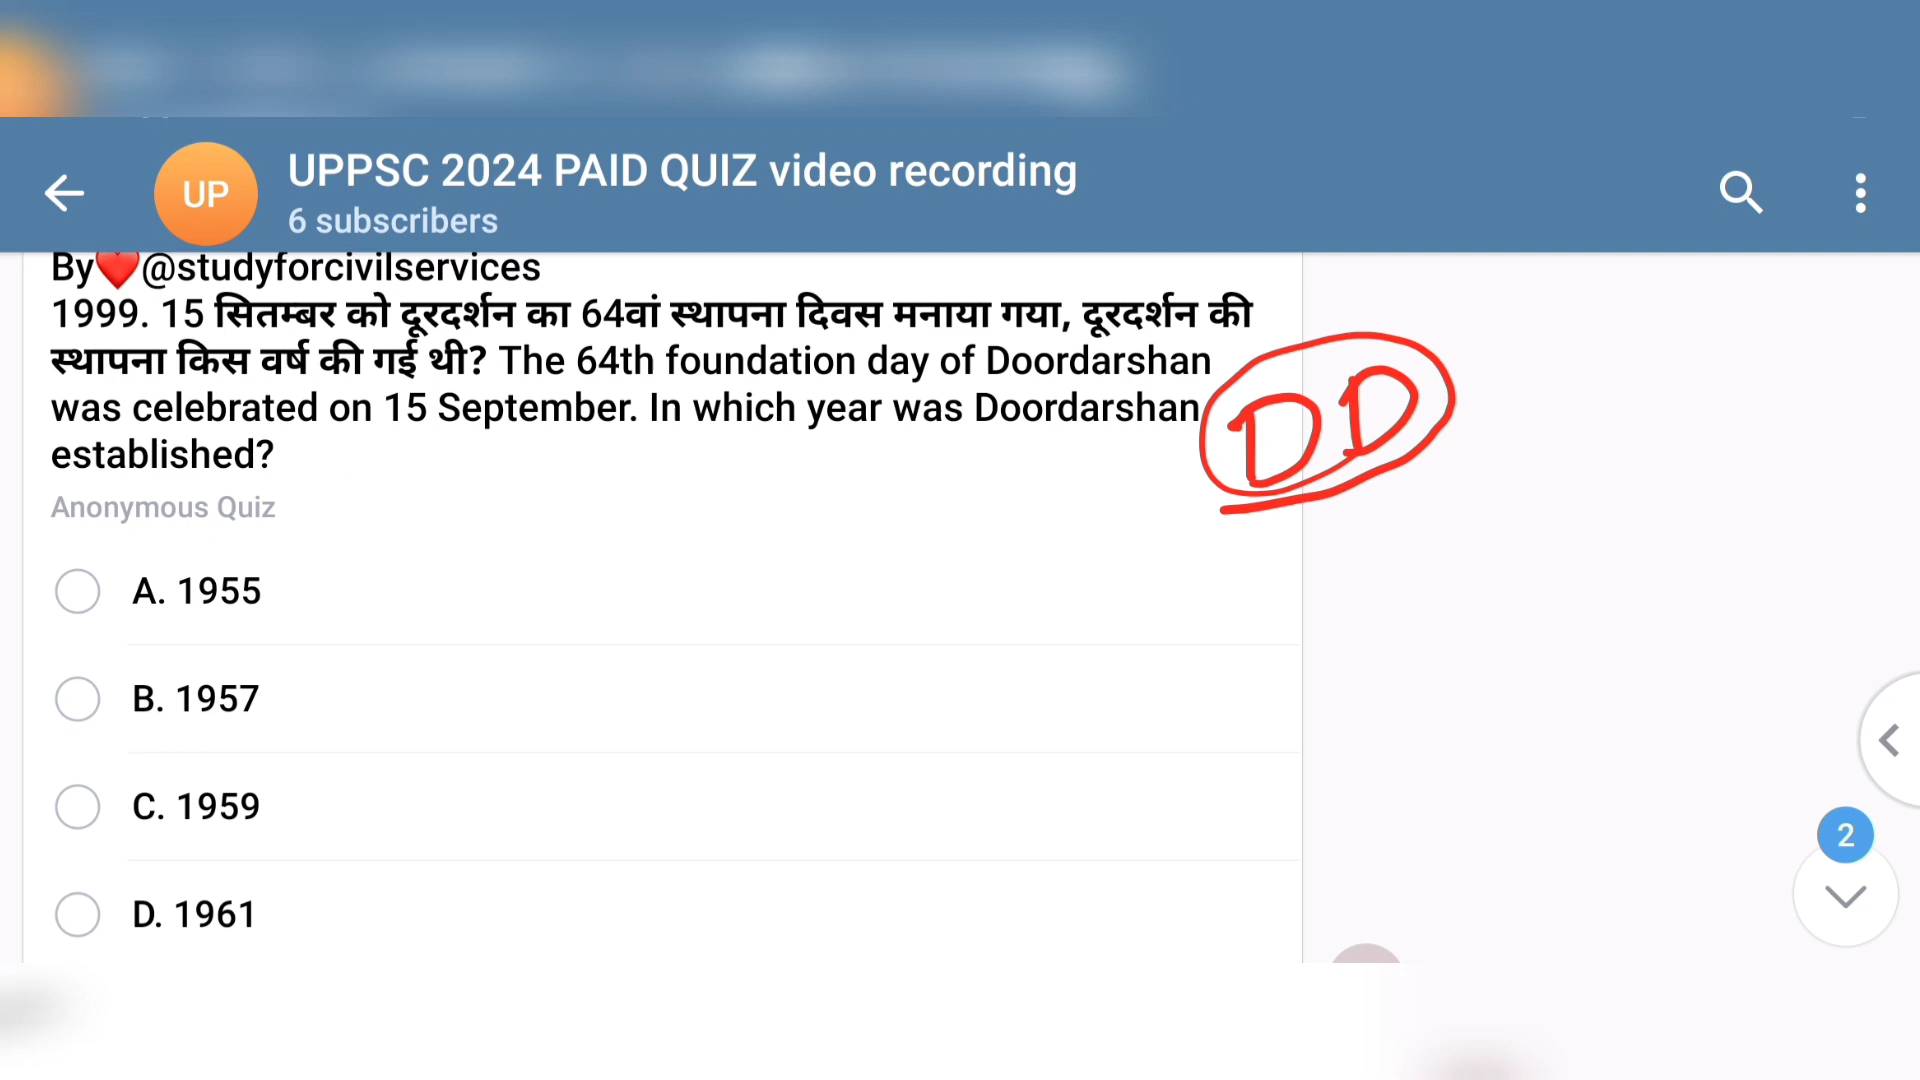 UP
UPPSC 2024 PAID QUIZ video recording
6 subscribers
By❤️@studyforcivilservices
1999. 15 सितम्बर को दूरदर्शन का 64वां स्थापना दिवस मनाया गया, दूरदर्शन की
स्थापना किस वर्ष की गई थी? The 64th foundation day of Doordarshan
was celebrated on 15 September. In which year was Doordarshan
established?
DD
Anonymous Quiz
A. 1955
B. 1957
C. 1959
D. 1961
2